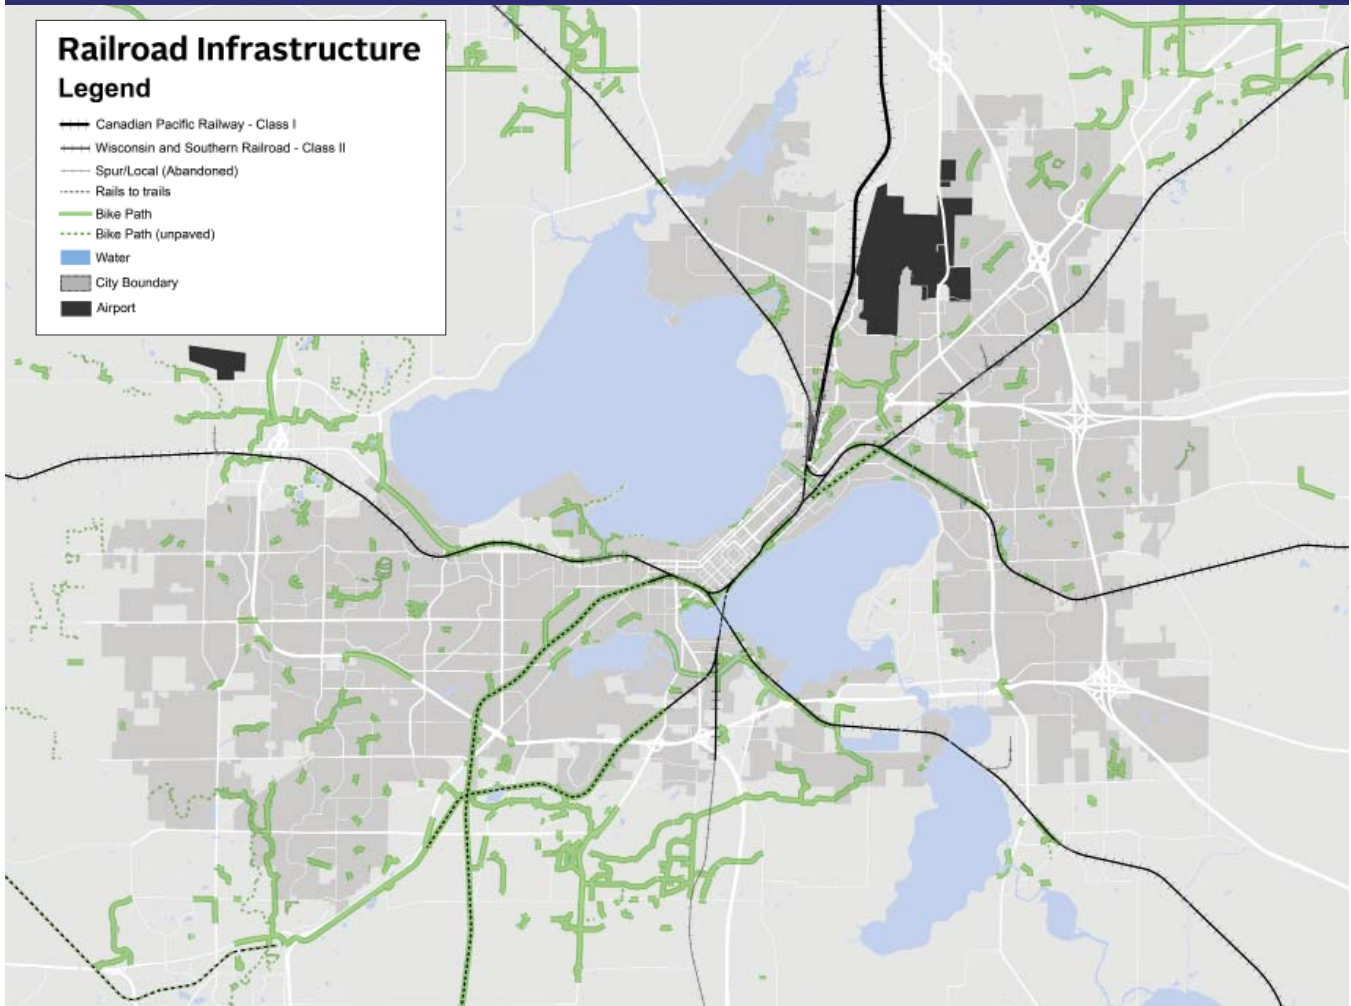 Railroad Infrastructure
Legend
Canadian Pacific Railway - Class I
Wisconsin and Southern Railroad - Class II
Spur/Local (Abandoned)
Rails to trails
Bike Path
Bike Path (unpaved)
Water
City Boundary
Airport